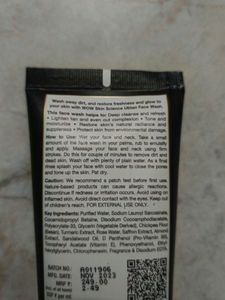 Wash away dirt, and restore freshness and glow to
your skin with WOW Skin Science Ubtan Face Wash.
This face wash helps to: Deep cleanse and refresh
• Lighten tan and even out complexion • Tone and
moisturize • Restore skin's natural radiance and
suppleness • Protect skin from environmental damage.
How to Use: Wet your face and neck. Take a small
amount of the face wash in your palms, rub to emulsify
and apply. Massage your face and neck using firm
strokes. Do this for couple of minutes to remove dirt and
dead skin. Wash off with plenty of plain water. As a fine
rinse splash your face with cool water to close the pores
and tone up the skin. Pat dry.
Caution: We recommend a patch test before first use.
Nature-based products can cause allergic reactions.
Discontinue if redness or irritation occurs. Avoid using on
inflamed skin. Avoid direct contact with the eyes. Keep out
of children's reach. FOR EXTERNAL USE ONLY.
Key Ingredients: Purified Water, Sodium Lauroyl Sarcosinate,
Cocamidopropyl Betaine, Disodium Cocoamphodiacetate,
Glycerin (Vegetable Derived), Chickpea Flour
Turmeric Extract, Rose Water, Saffron Extract, Almond
Sandalwood Oil, D Panthenol (Pro-Vitamin B5),
Tocopheryl Acetate (Vitamin E), Phenoxyethanol, Ethyl
BATCH NO.
NOV 2023
MRP ₹
249.00
2.49